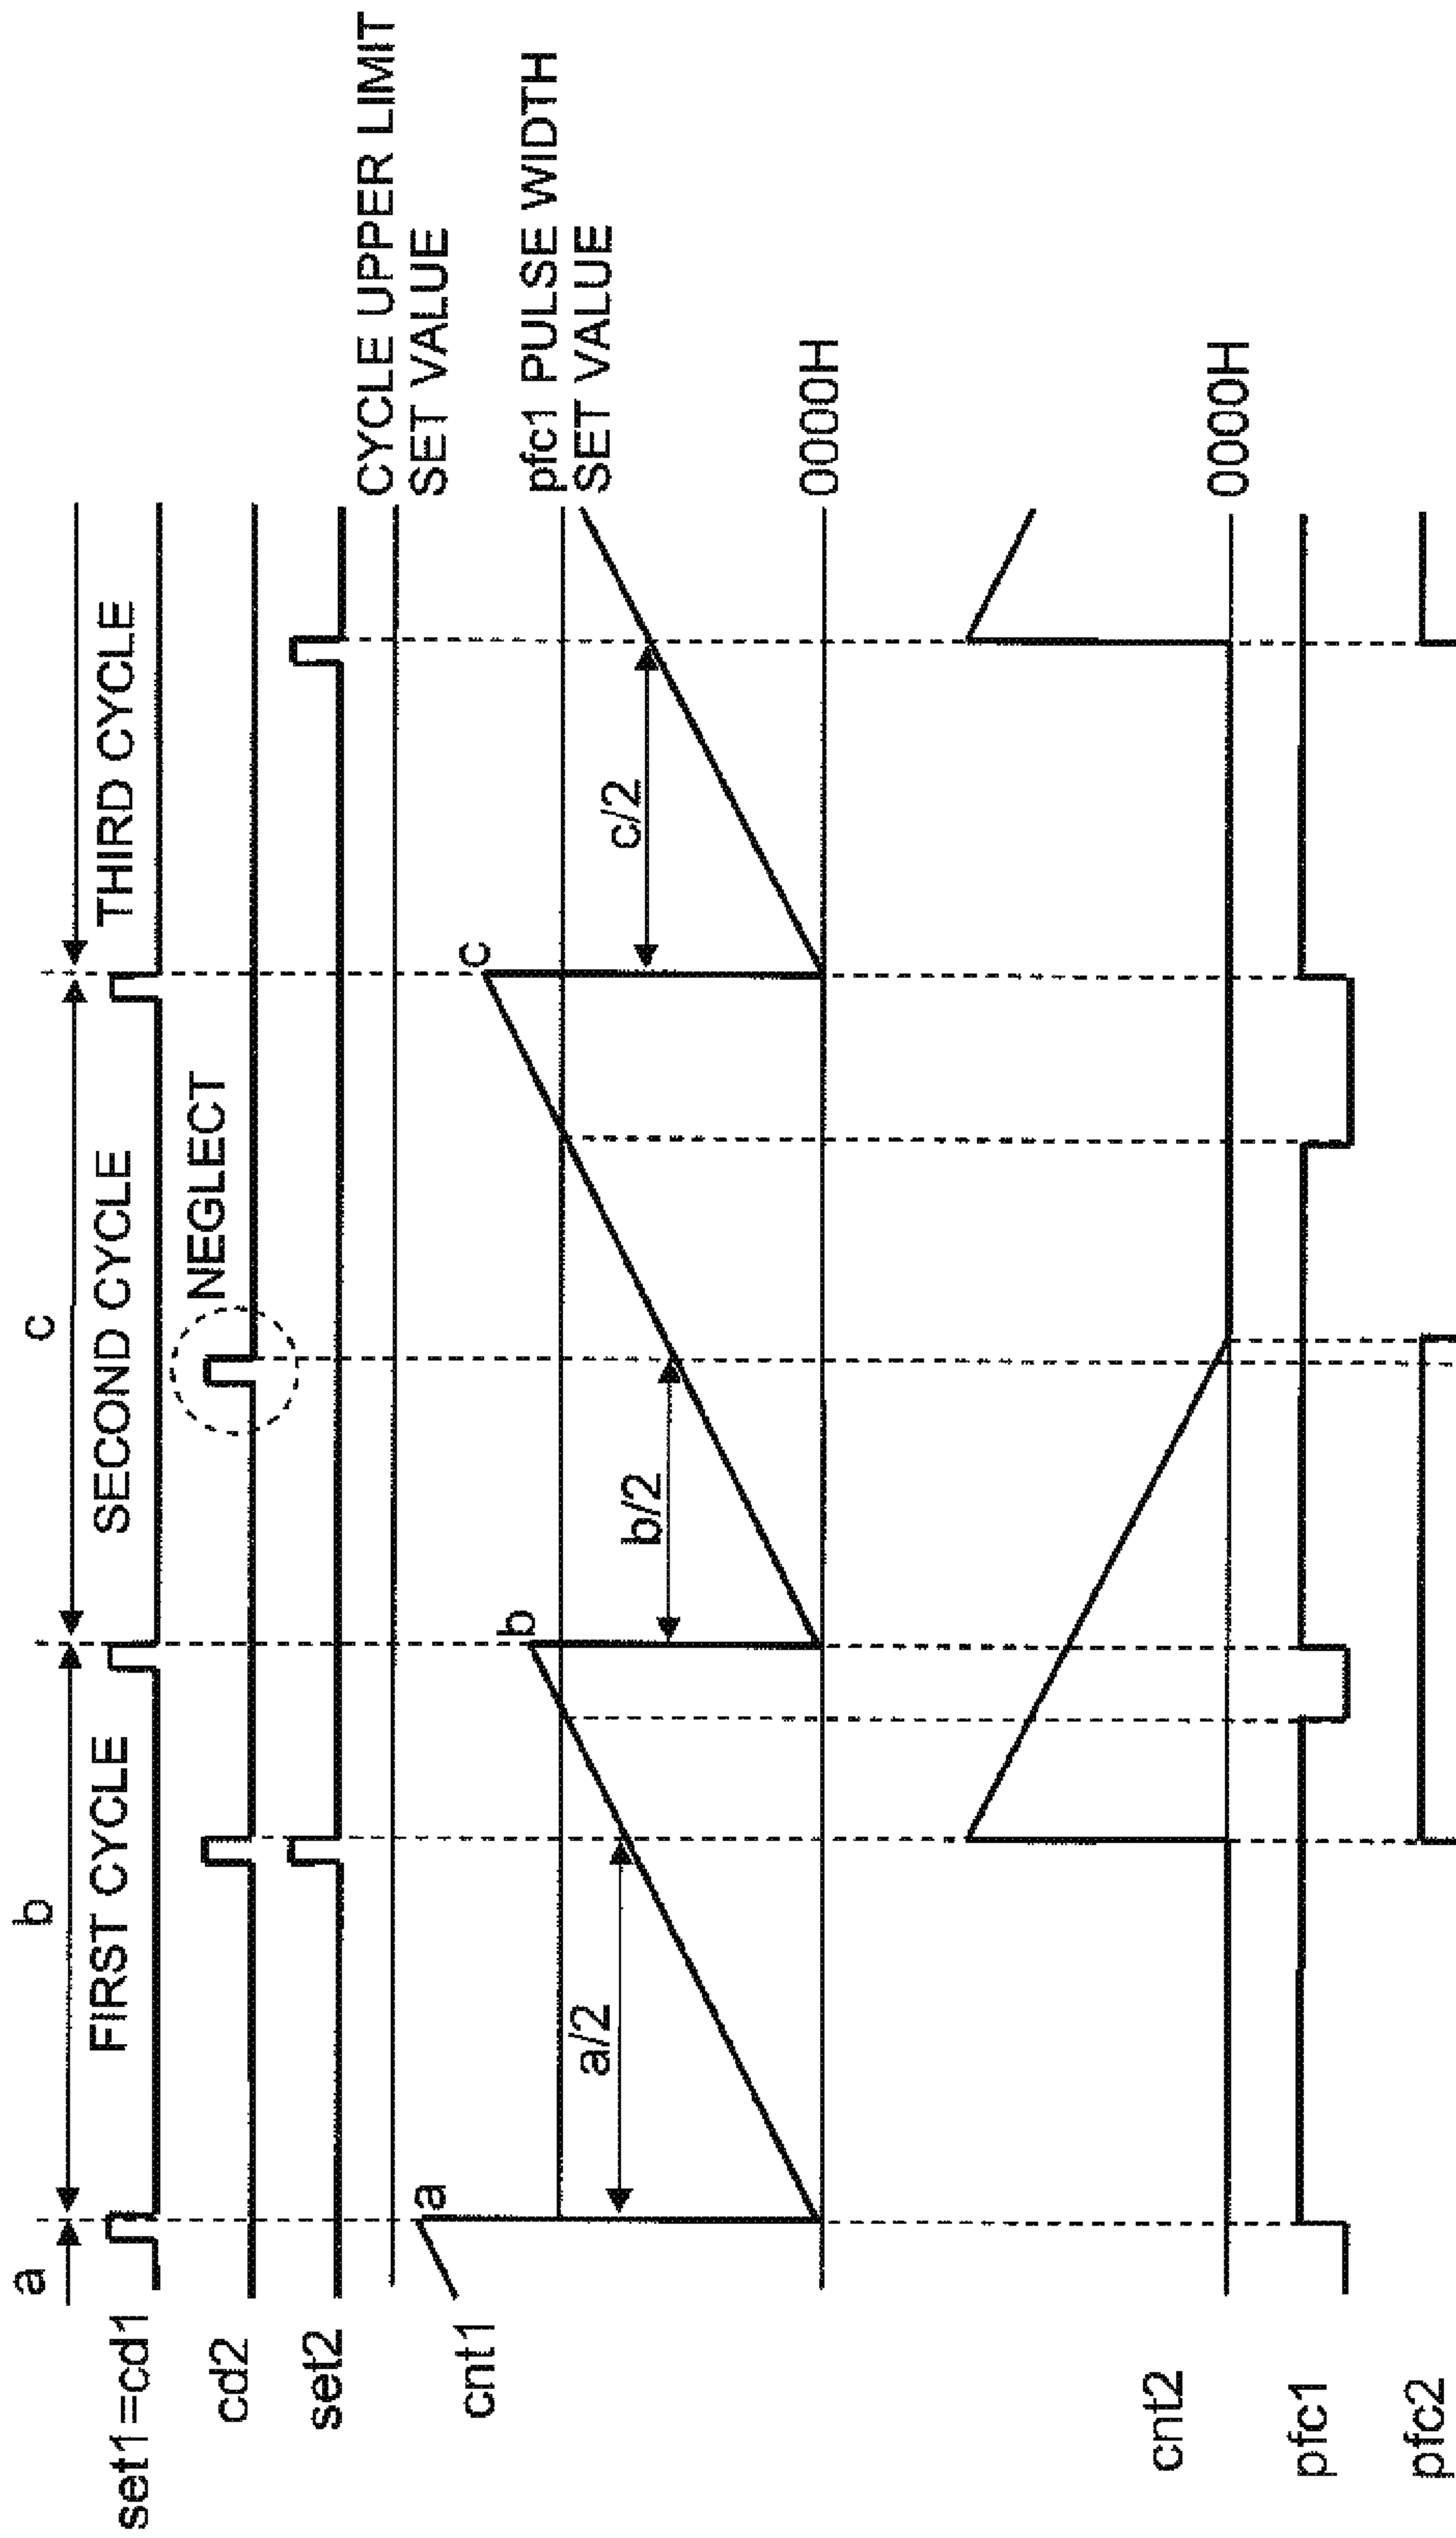 a
b
c
FIRST CYCLE
SECOND CYCLE
THIRD CYCLE
set1=cd1
NEGLECT
cd2
set2
CYCLE UPPER LIMIT
SET VALUE
cnt1
a
b
c
pfc1 PULSE WIDTH
SET VALUE
a/2
b/2
c/2
0000H
cnt2
0000H
pfc1
pfc2